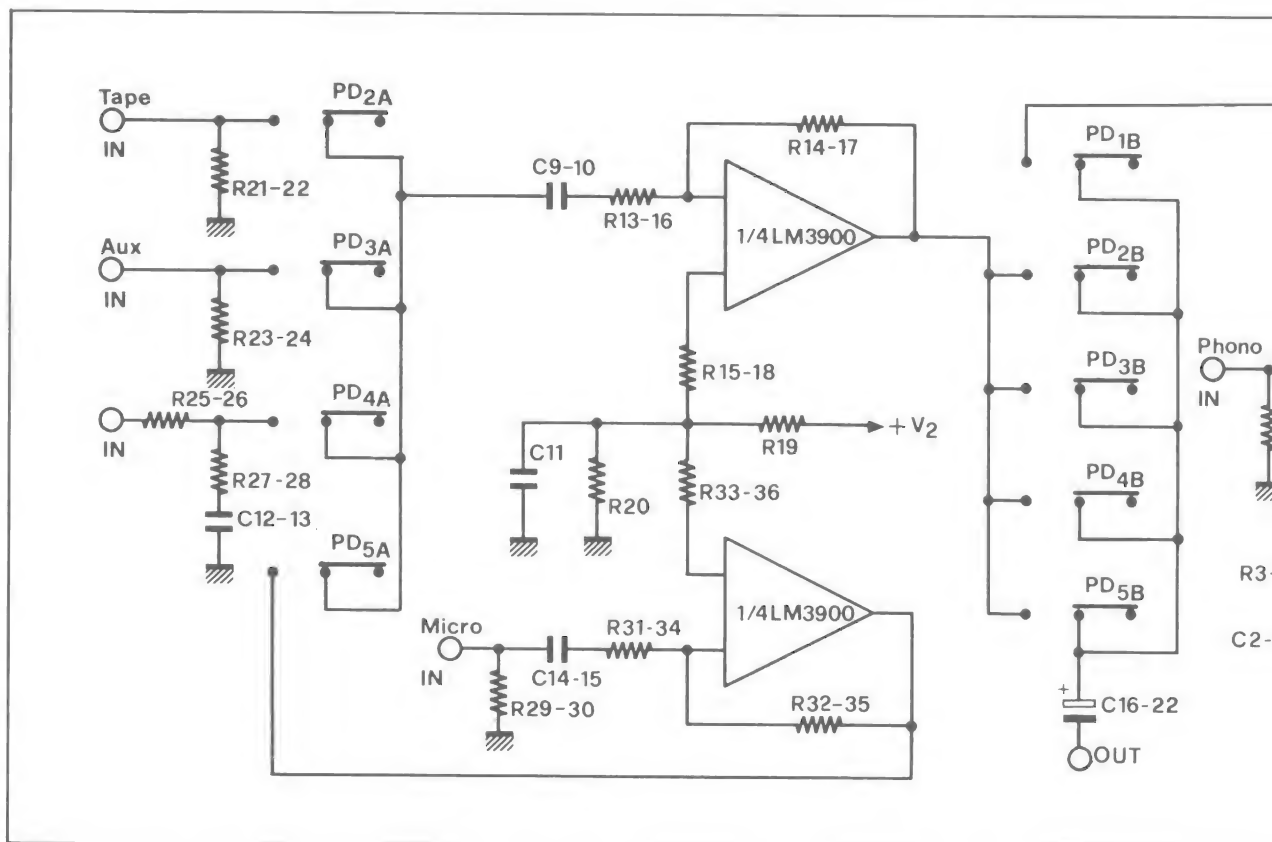 Tape
IN
R21-22
PD2A
C9-10
R13-16
R14-17
1/4LM3900
PD1B
Aux
IN
R23-24
PD3A
PD2B
R15-18
PD3B
Phono
IN
R25-26
IN
PD4A
R27-28
C12-13
C11
R20
R19
+V2
R33-36
PD4B
PD5A
R3-
Micro
IN
C14-15
R31-34
R29-30
1/4LM3900
R32-35
PD5B
C2-
+
C16-22
OUT